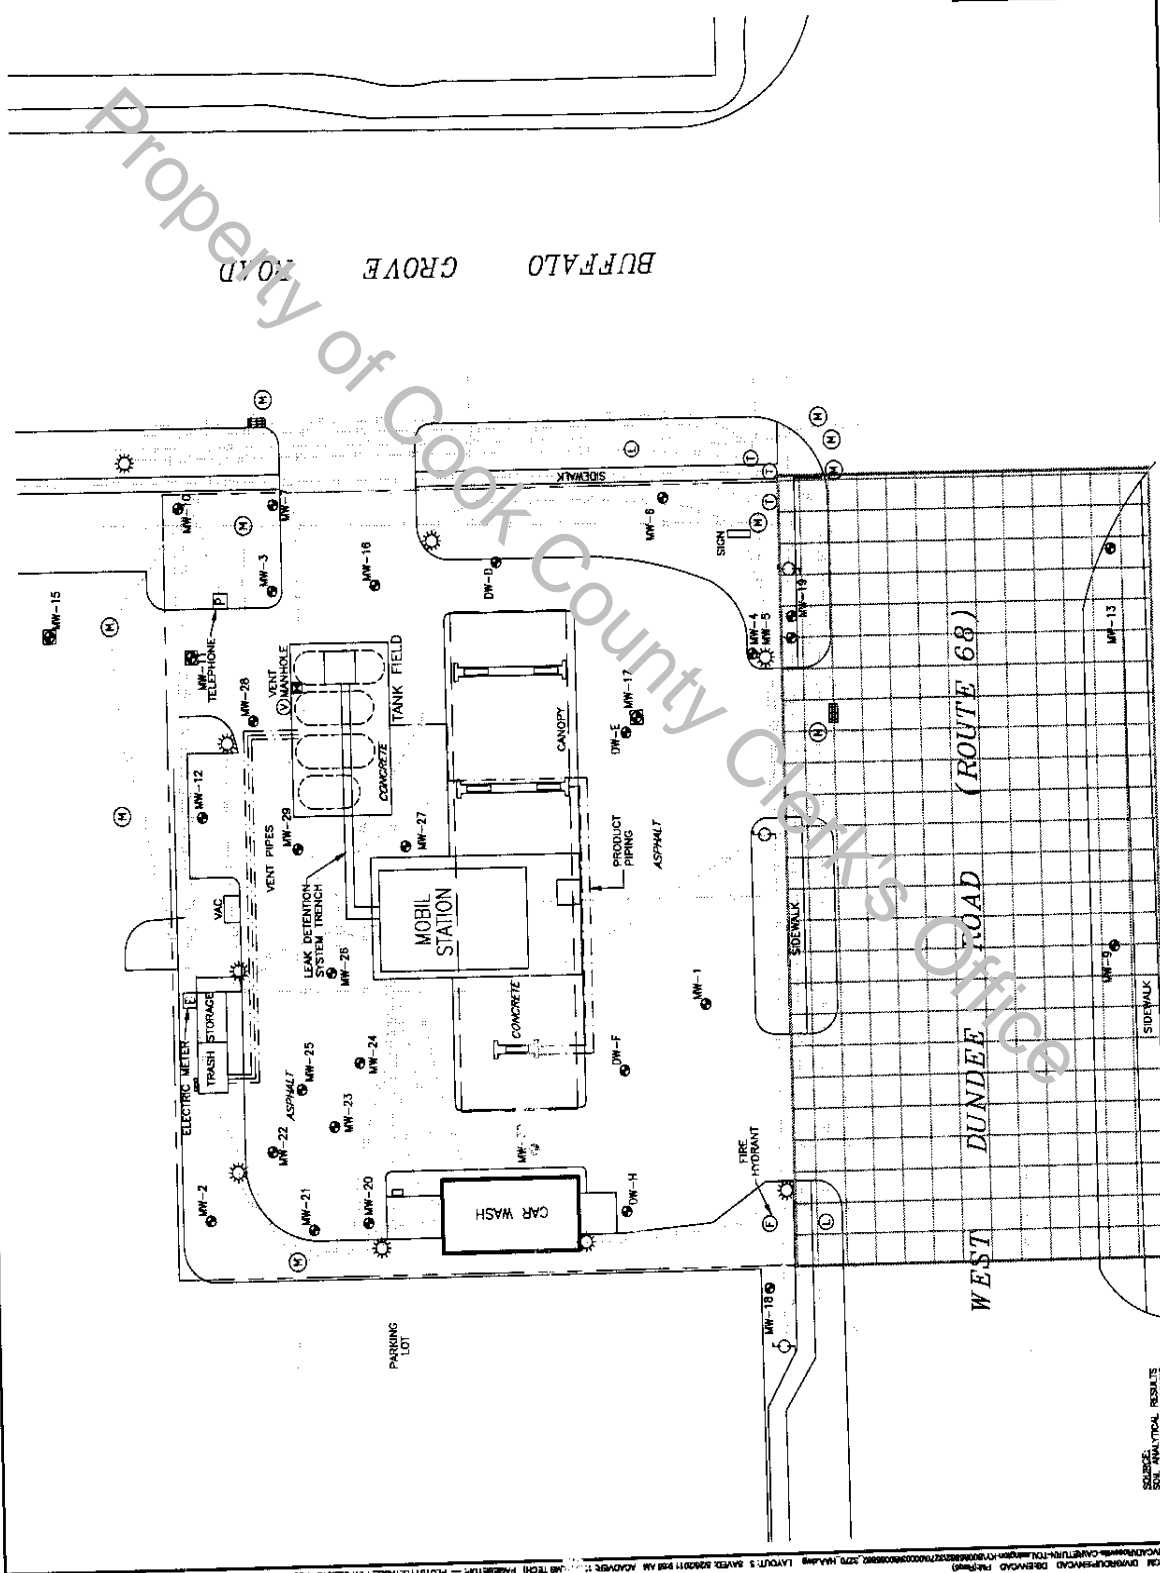 Property of Cook County Clerk's Office
BUFFALO GROVE ROAD
WEST DUNDEE ROAD (ROUTE 68)
MW-15
MW-10
MW-3
MW-16
TELEPHONE
P
MW-28
VENT MANHOLE
V
TANK FIELD
CONCRETE
MW-12
VENT PIPES
MW-29
MW-27
LEAK DETENTION
SYSTEM TRENCH
MOBIL
STATION
VAC
MW-26
STORAGE
TRASH
ELECTRIC METER
E
ASPHALT
MW-25
MW-24
MW-23
MW-22
MW-21
MW-20
MW-2
CAR WASH
DW-H
DW-F
CONCRETE
CANOPY
DW-D
DW-E
MW-17
PRODUCT
PIPING
ASPHALT
MW-1
SIDEWALK
MW-6
SIGN
MW-4
MW-5
MW-19
MW-13
MW-9
SIDEWALK
SIDEWALK
FIRE
HYDRANT
F
L
L
T
T
T
M
M
M
M
M
M
M
M
M
MW-18
PARKING
LOT
SOURCE:
SOIL ANALYTICAL RESULTS